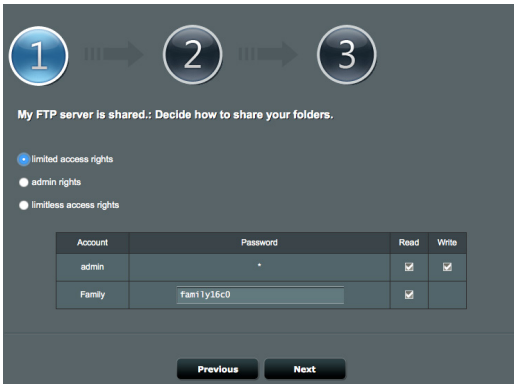 1 2 3
My FTP server is shared.: Decide how to share your folders.
limited access rights
admin rights
limitless access rights
Account Password Read Write
admin *
Family family16c0
Previous Next